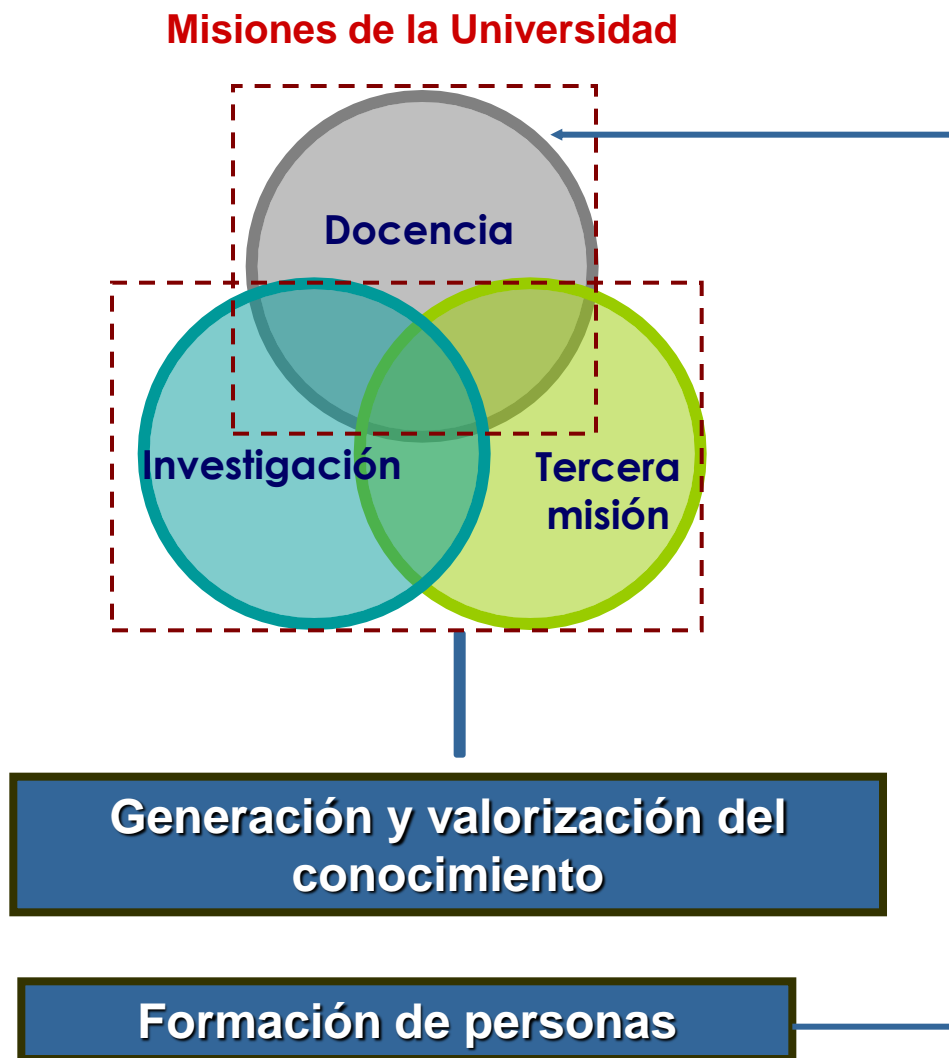 Misiones de la Universidad
Docencia
Investigación
Tercera
misión
Generación y valorización del
conocimiento
Formación de personas